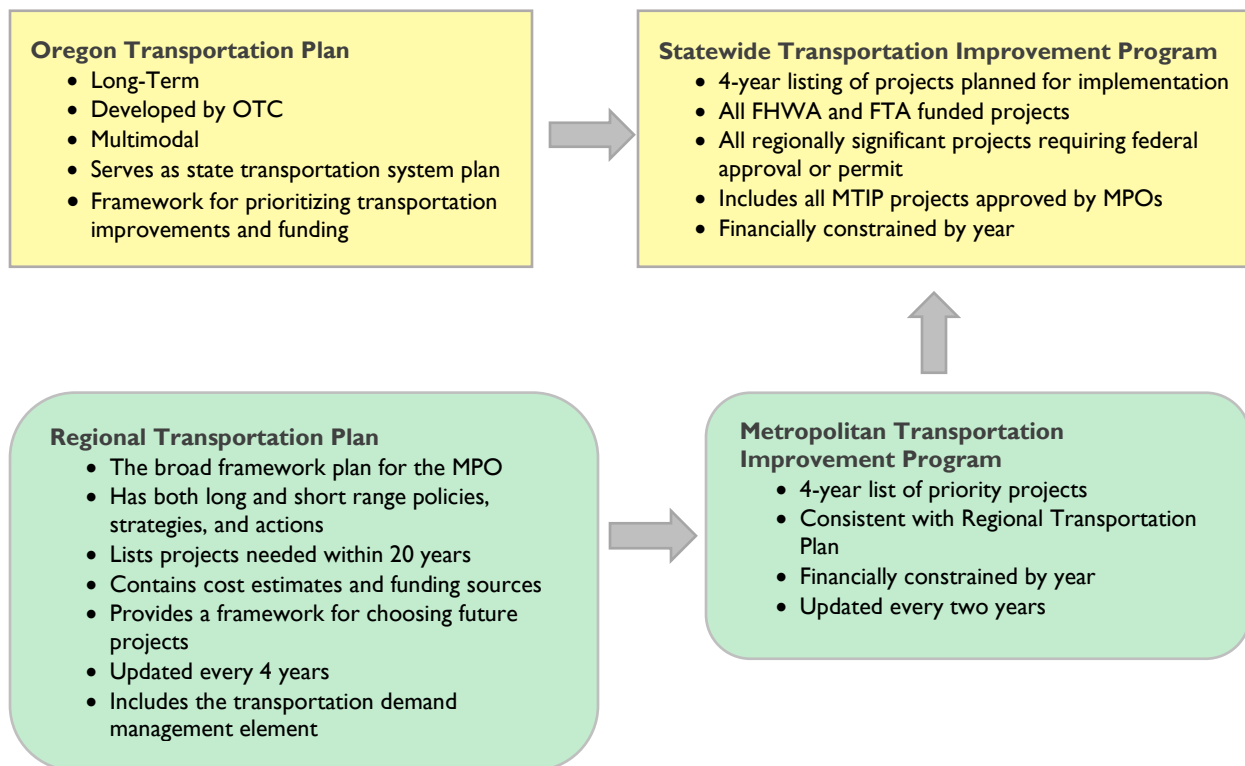 Oregon Transportation Plan
• Long-Term
• Developed by OTC
• Multimodal
• Serves as state transportation system plan
• Framework for prioritizing transportation
improvements and funding
Statewide Transportation Improvement Program
• 4-year listing of projects planned for implementation
• All FHWA and FTA funded projects
• All regionally significant projects requiring federal
approval or permit
• Includes all MTIP projects approved by MPOs
• Financially constrained by year
Regional Transportation Plan
• The broad framework plan for the MPO
• Has both long and short range policies,
strategies, and actions
• Lists projects needed within 20 years
• Contains cost estimates and funding sources
• Provides a framework for choosing future
projects
• Updated every 4 years
• Includes the transportation demand
management element
Metropolitan Transportation
Improvement Program
• 4-year list of priority projects
• Consistent with Regional Transportation
Plan
• Financially constrained by year
• Updated every two years